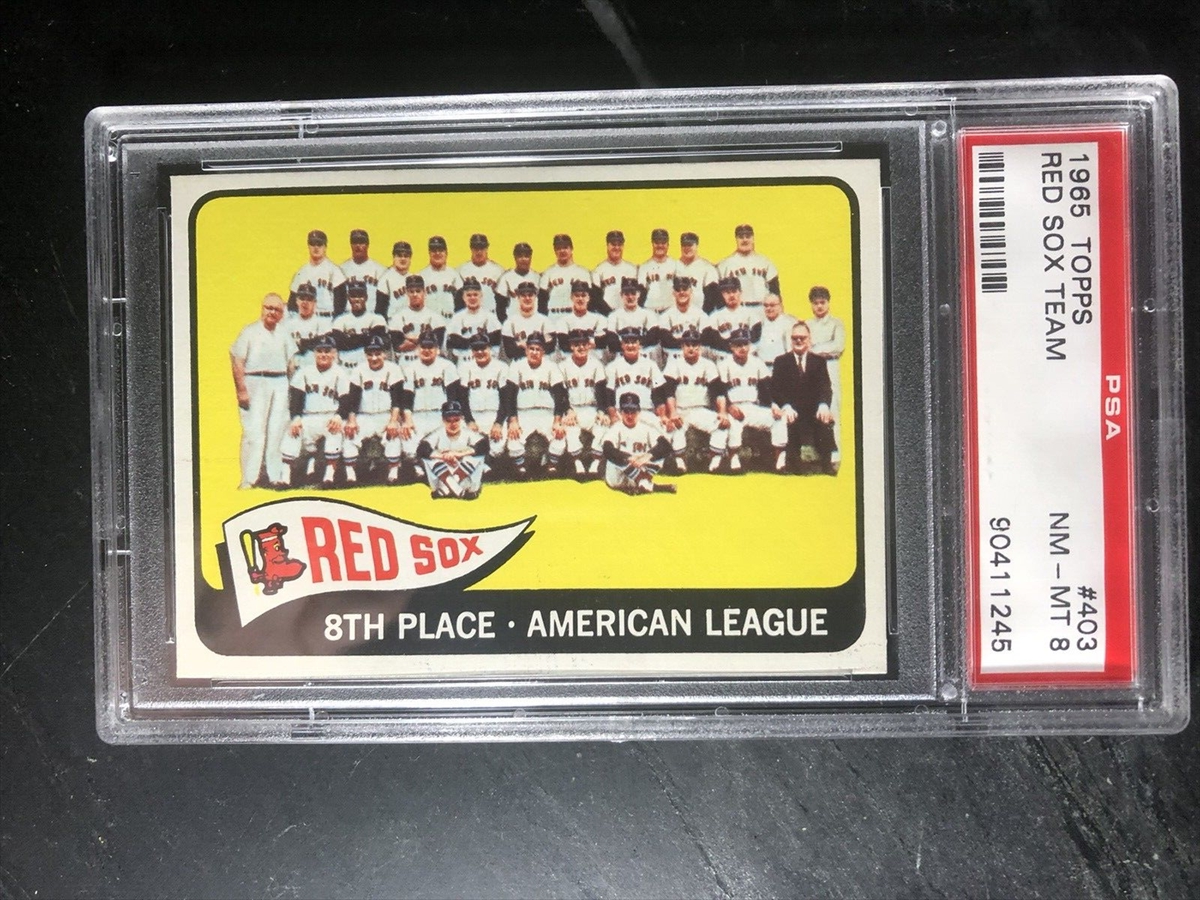 RED SOX
8TH PLACE · AMERICAN LEAGUE
1965 TOPPS #403
RED SOX TEAM NM-MT 8
PSA 90411245